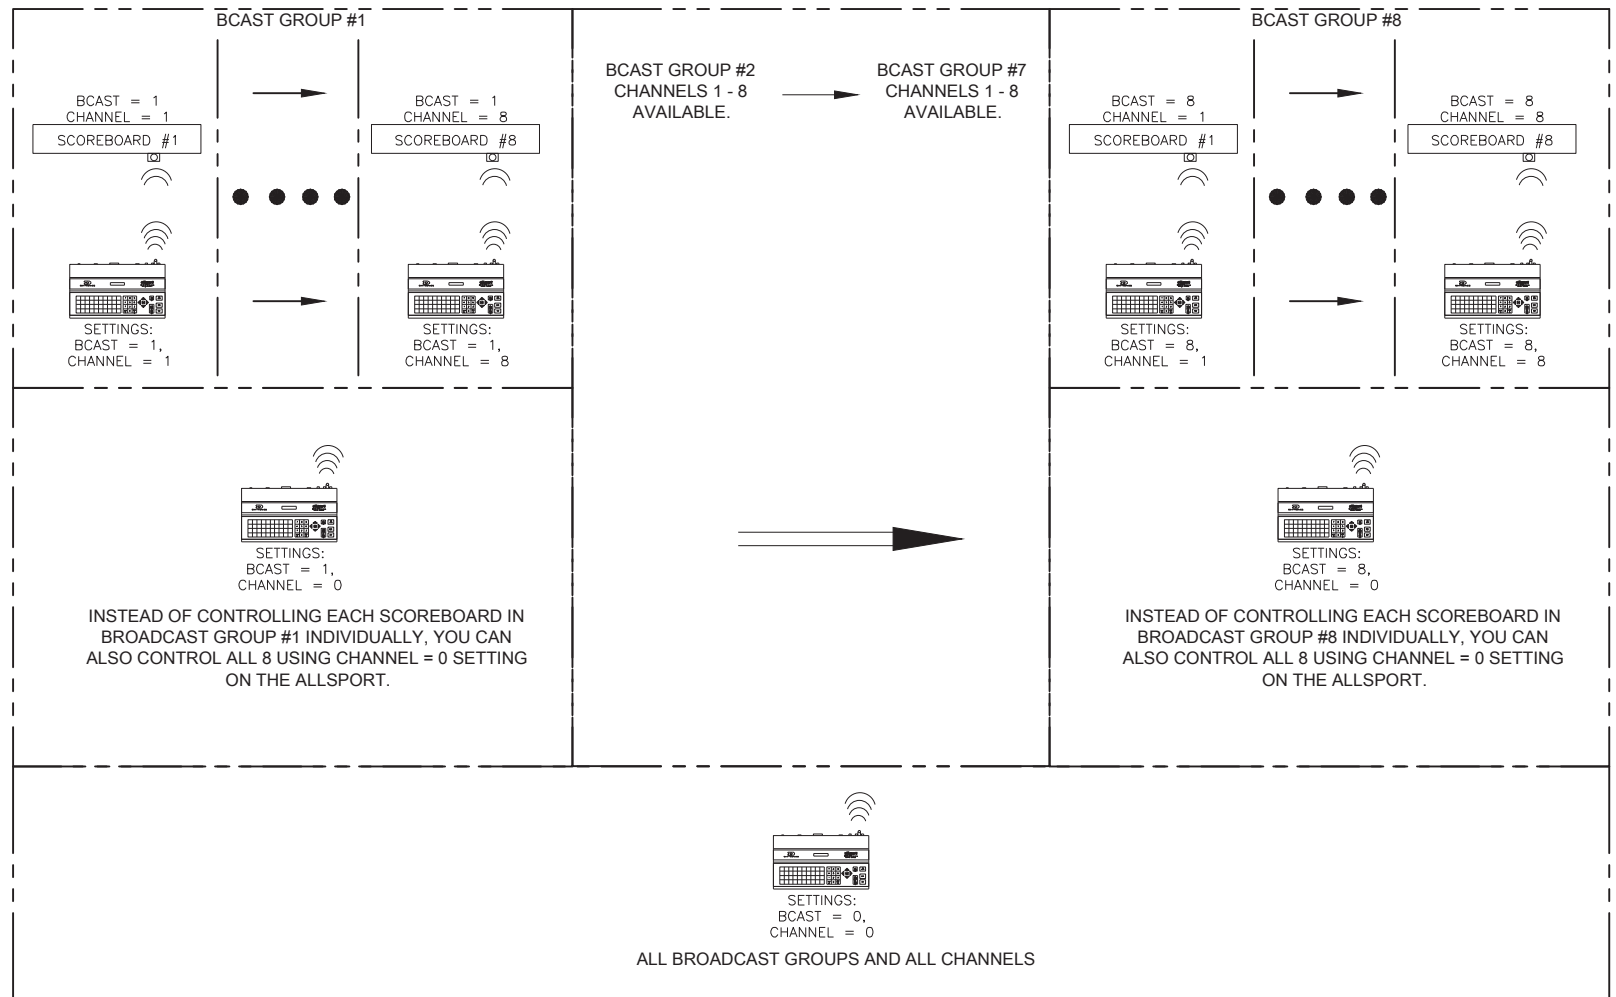 BCAST GROUP #1
BCAST = 1
CHANNEL = 1
SCOREBOARD #1
SETTINGS:
BCAST = 1,
CHANNEL = 1
BCAST = 1
CHANNEL = 8
SCOREBOARD #8
SETTINGS:
BCAST = 1,
CHANNEL = 8
BCAST GROUP #2
CHANNELS 1 - 8
AVAILABLE.
BCAST GROUP #7
CHANNELS 1 - 8
AVAILABLE.
BCAST GROUP #8
BCAST = 8
CHANNEL = 1
SCOREBOARD #1
SETTINGS:
BCAST = 8,
CHANNEL = 1
BCAST = 8
CHANNEL = 8
SCOREBOARD #8
SETTINGS:
BCAST = 8,
CHANNEL = 8
SETTINGS:
BCAST = 1,
CHANNEL = 0
INSTEAD OF CONTROLLING EACH SCOREBOARD IN
BROADCAST GROUP #1 INDIVIDUALLY, YOU CAN
ALSO CONTROL ALL 8 USING CHANNEL = 0 SETTING
ON THE ALLSPORT.
SETTINGS:
BCAST = 8,
CHANNEL = 0
INSTEAD OF CONTROLLING EACH SCOREBOARD IN
BROADCAST GROUP #8 INDIVIDUALLY, YOU CAN
ALSO CONTROL ALL 8 USING CHANNEL = 0 SETTING
ON THE ALLSPORT.
SETTINGS:
BCAST = 0,
CHANNEL = 0
ALL BROADCAST GROUPS AND ALL CHANNELS